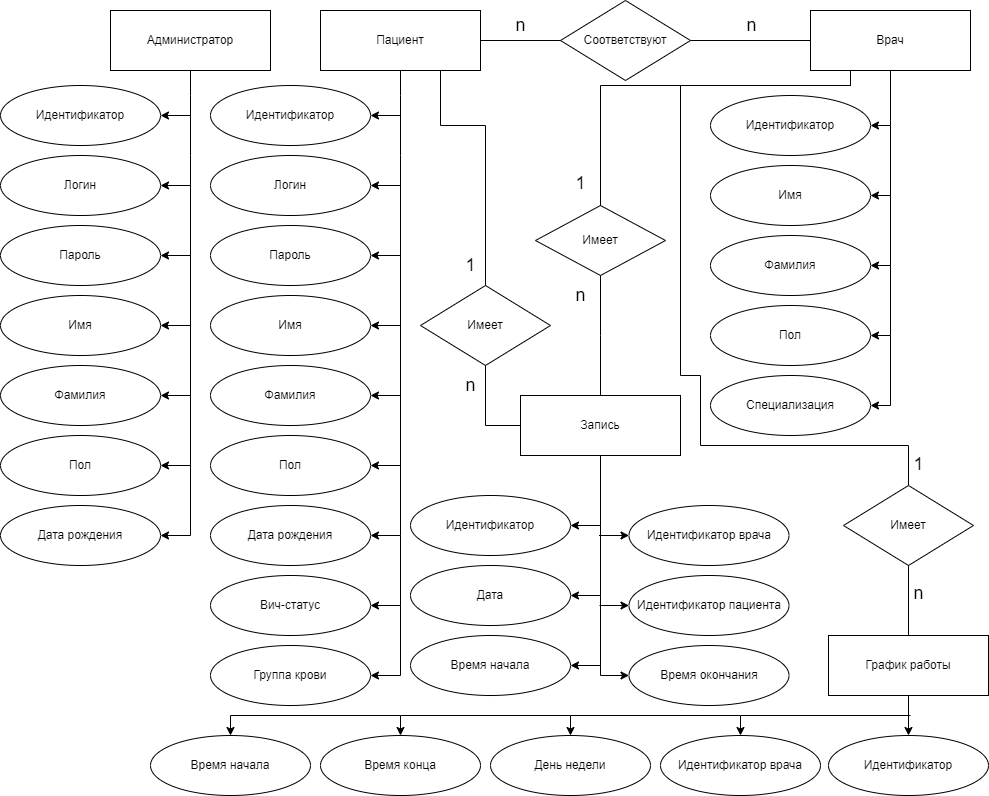 Администратор
Пациент
n
Соответствуют
n
Врач
Идентификатор
Логин
Пароль
Имя
Фамилия
Пол
Дата рождения
Идентификатор
Логин
Пароль
Имя
Фамилия
Пол
Дата рождения
Вич-статус
Группа крови
1
Имеет
n
1
Имеет
n
Запись
Идентификатор
Дата
Время начала
Идентификатор врача
Идентификатор пациента
Время окончания
Идентификатор
Имя
Фамилия
Пол
Специализация
1
Имеет
n
График работы
Время начала
Время конца
День недели
Идентификатор врача
Идентификатор